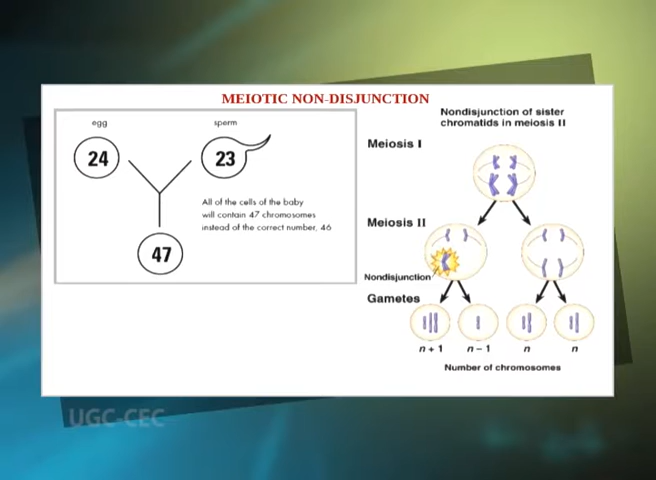 MEIOTIC NON-DISJUNCTION
egg
sperm
24
23
All of the cells of the baby
will contain 47 chromosomes
instead of the correct number, 46
47
Nondisjunction of sister
chromatids in meiosis II
Meiosis I
Meiosis II
Nondisjunction
Gametes
n + 1
n − 1
n
n
Number of chromosomes
UGC-CEC